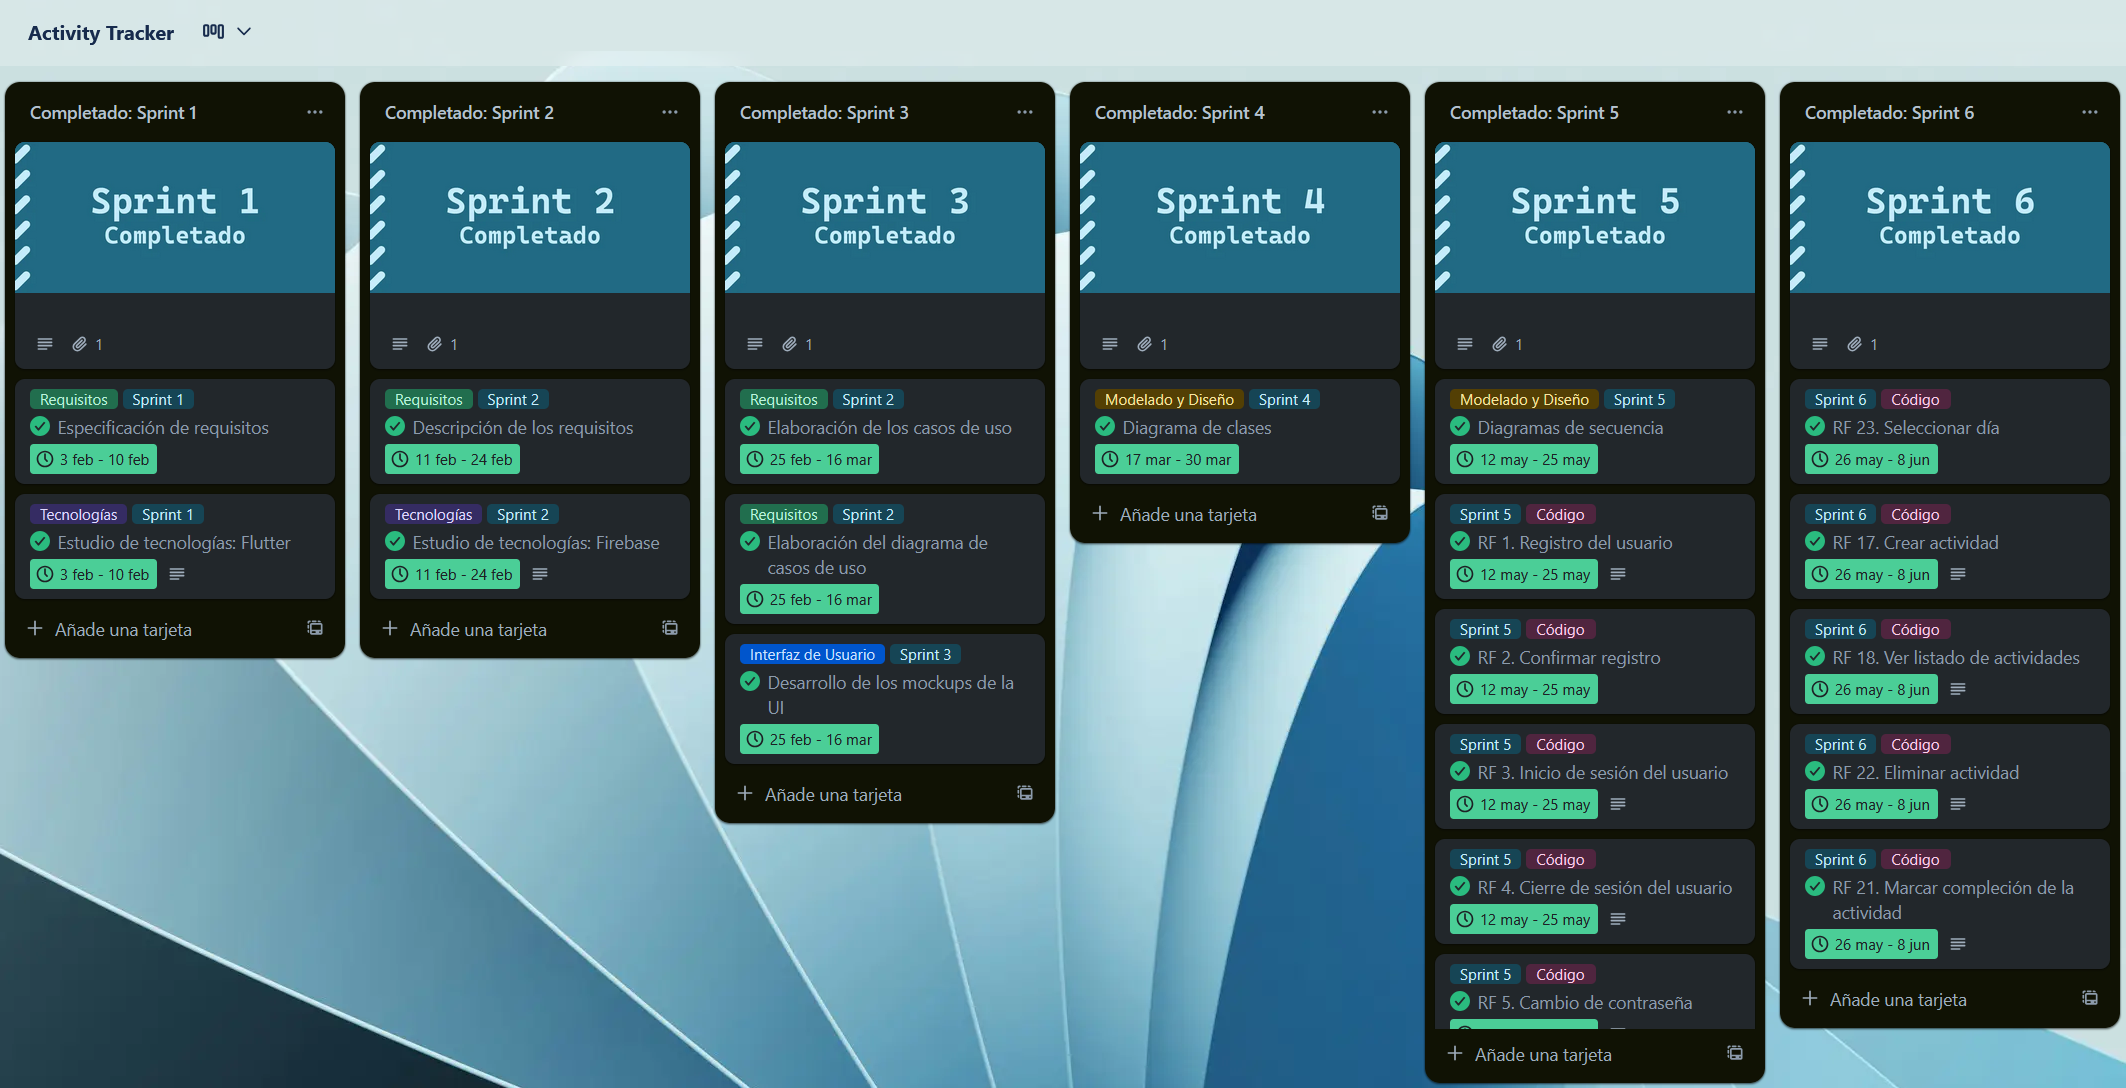 Activity Tracker
Completado: Sprint 1
Sprint 1
Completado
1
Requisitos Sprint 1
Especificación de requisitos
3 feb - 10 feb
Tecnologías Sprint 1
Estudio de tecnologías: Flutter
3 feb - 10 feb
Añade una tarjeta
Completado: Sprint 2
Sprint 2
Completado
1
Requisitos Sprint 2
Descripción de los requisitos
11 feb - 24 feb
Tecnologías Sprint 2
Estudio de tecnologías: Firebase
11 feb - 24 feb
Añade una tarjeta
Completado: Sprint 3
Sprint 3
Completado
1
Requisitos Sprint 2
Elaboración de los casos de uso
25 feb - 16 mar
Requisitos Sprint 2
Elaboración del diagrama de
casos de uso
25 feb - 16 mar
Interfaz de Usuario Sprint 3
Desarrollo de los mockups de la
UI
25 feb - 16 mar
Añade una tarjeta
Completado: Sprint 4
Sprint 4
Completado
1
Modelado y Diseño Sprint 4
Diagrama de clases
17 mar - 30 mar
Añade una tarjeta
Completado: Sprint 5
Sprint 5
Completado
1
Modelado y Diseño Sprint 5
Diagramas de secuencia
12 may - 25 may
Sprint 5 Código
RF 1. Registro del usuario
12 may - 25 may
Sprint 5 Código
RF 2. Confirmar registro
12 may - 25 may
Sprint 5 Código
RF 3. Inicio de sesión del usuario
12 may - 25 may
Sprint 5 Código
RF 4. Cierre de sesión del usuario
12 may - 25 may
Sprint 5 Código
RF 5. Cambio de contraseña
Añade una tarjeta
Completado: Sprint 6
Sprint 6
Completado
1
Sprint 6 Código
RF 23. Seleccionar día
26 may - 8 jun
Sprint 6 Código
RF 17. Crear actividad
26 may - 8 jun
Sprint 6 Código
RF 18. Ver listado de actividades
26 may - 8 jun
Sprint 6 Código
RF 22. Eliminar actividad
26 may - 8 jun
Sprint 6 Código
RF 21. Marcar compleción de la
actividad
26 may - 8 jun
Añade una tarjeta